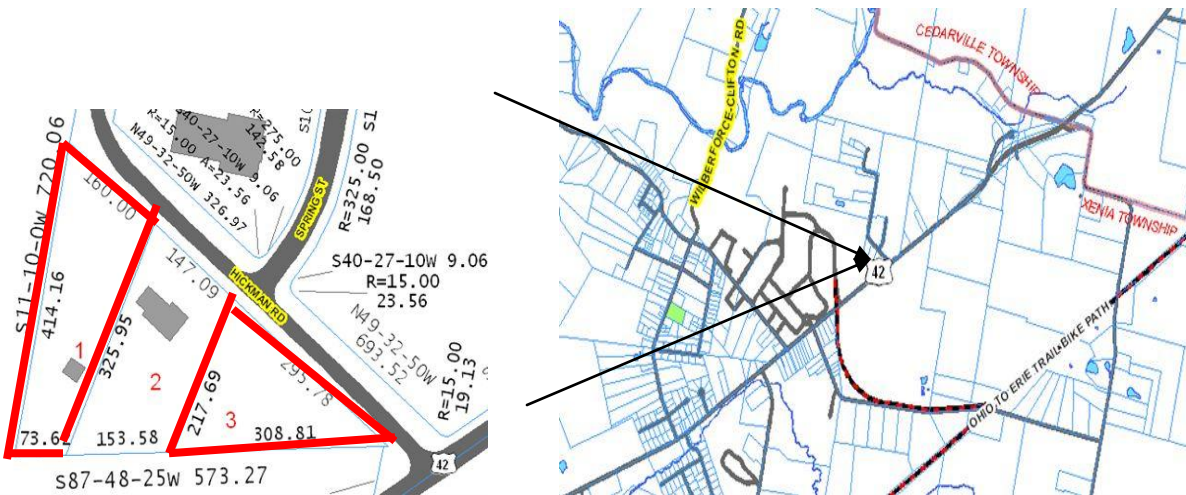 S11-10-0W 720.06
160.00
414.16
1
325.95
73.6
147.09
2
153.58
217.69
3
295.78
308.81
S87-48-25W 573.27
S40-27-10W 9.06
R=15.00 A=23.56
N49-32-50W 326.97
R=275.00
142.58
SPRING ST
R=325.00
168.50
HICKMAN RD
S40-27-10W 9.06
R=15.00
23.56
N49-32-50W
693.52
R=15.00
19.13
42
WILBERFORCE-CLIFTON RD
CEDARVILLE TOWNSHIP
XENIA TOWNSHIP
42
OHIO TO ERIE TRAIL BIKE PATH